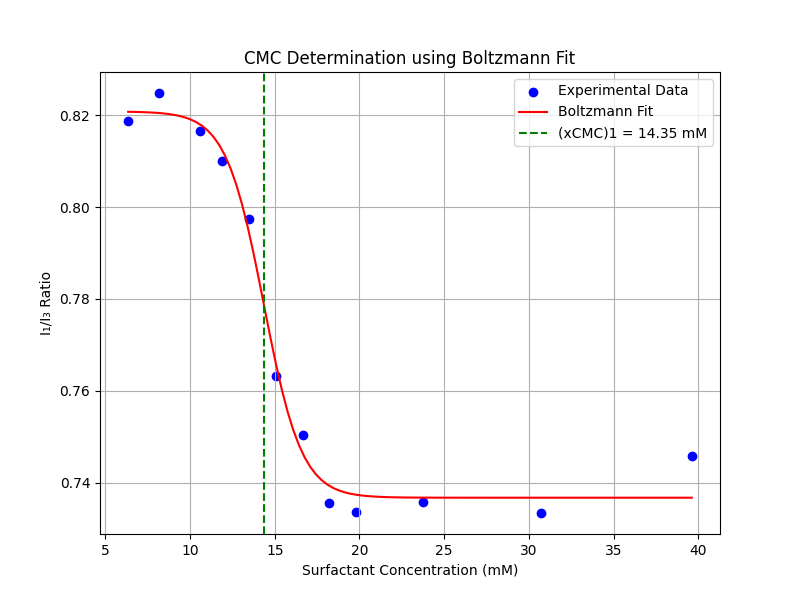 CMC Determination using Boltzmann Fit
Experimental Data
Boltzmann Fit
(xCMC)1 = 14.35 mM
I₁/I₃ Ratio
0.82
0.80
0.78
0.76
0.74
5 10 15 20 25 30 35 40
Surfactant Concentration (mM)